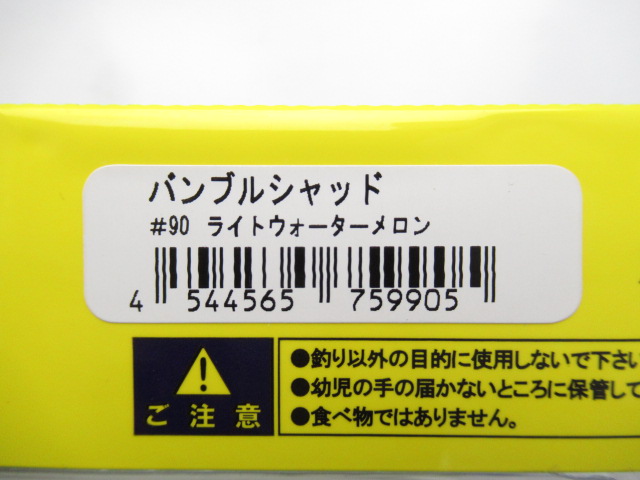 バンブルシャッド
#90 ライトウォーターメロン
4 544565 759905
ご注意
●釣り以外の目的に使用しないで下さい
●幼児の手の届かないところに保管して
●食べ物ではありません。